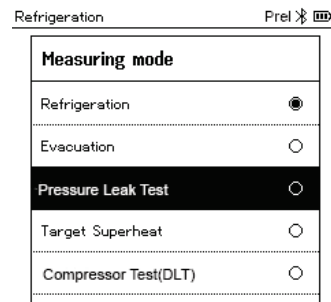 Refrigeration Prel
Measuring mode
Refrigeration
Evacuation
Pressure Leak Test
Target Superheat
Compressor Test(DLT)